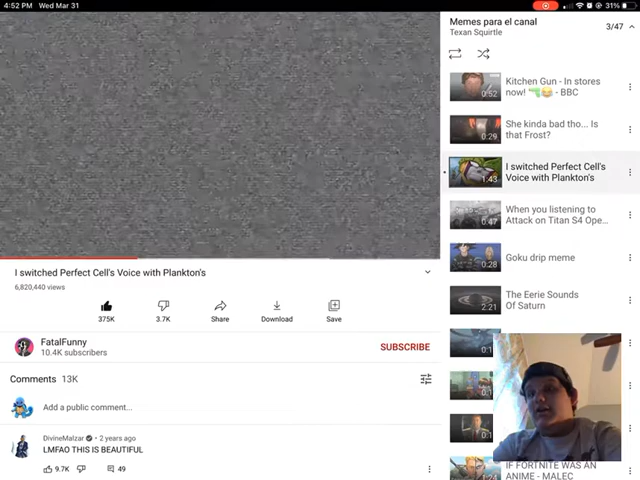 4:52 PM Wed Mar 31
31%
Memes para el canal
Texan Squirtle
3/47
Kitchen Gun - In stores
now! 🔫😂 - BBC
0:52
She kinda bad tho... Is
that Frost?
0:29
I switched Perfect Cell's
Voice with Plankton's
1:43
When you listening to
Attack on Titan S4 Ope...
0:47
Goku drip meme
0:28
The Eerie Sounds
Of Saturn
2:21
IF FORTNITE WAS AN
ANIME - MALEC
I switched Perfect Cell's Voice with Plankton's
6,820,440 views
375K
3.7K
Share
Download
Save
FatalFunny
10.4K subscribers
SUBSCRIBE
Comments 13K
Add a public comment...
DivineMalzar • 2 years ago
LMFAO THIS IS BEAUTIFUL
9.7K
49